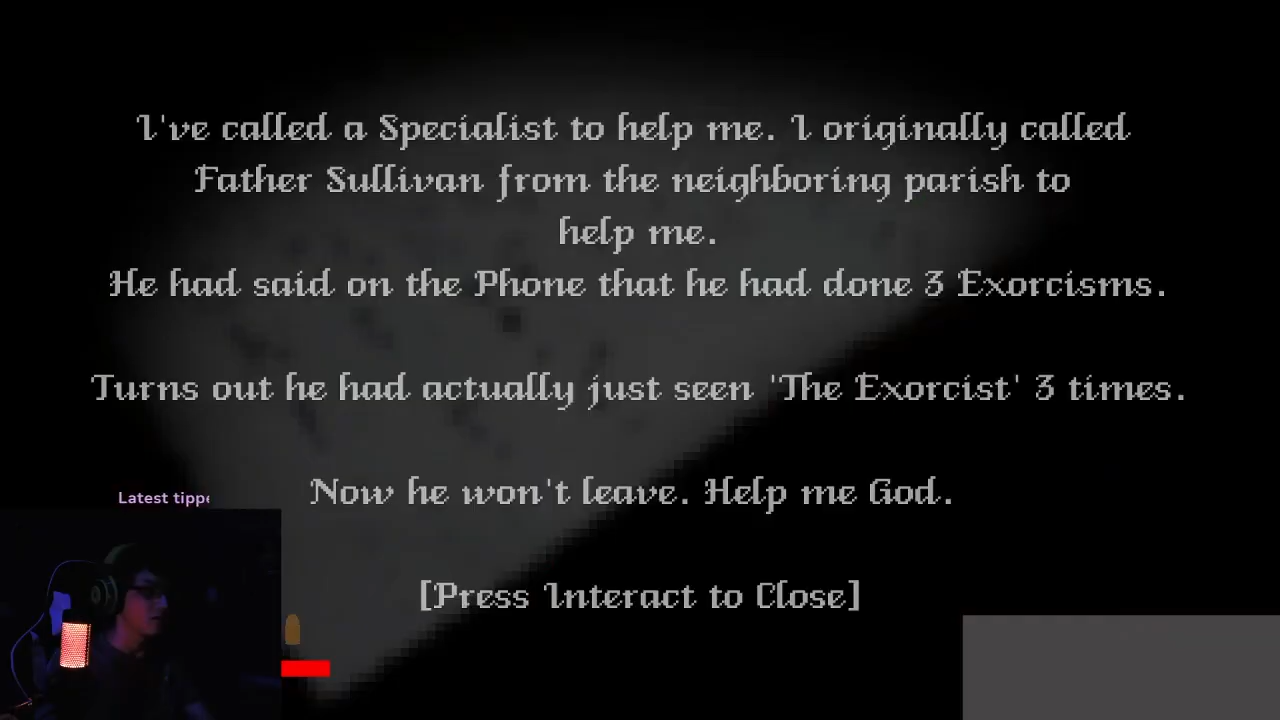 I've called a Specialist to help me. I originally called
Father Sullivan from the neighboring parish to
help me.
He had said on the Phone that he had done 3 Exorcisms.
Turns out he had actually just seen 'The Exorcist' 3 times.
Now he won't leave. Help me God.
[Press Interact to Close]
Latest tippe